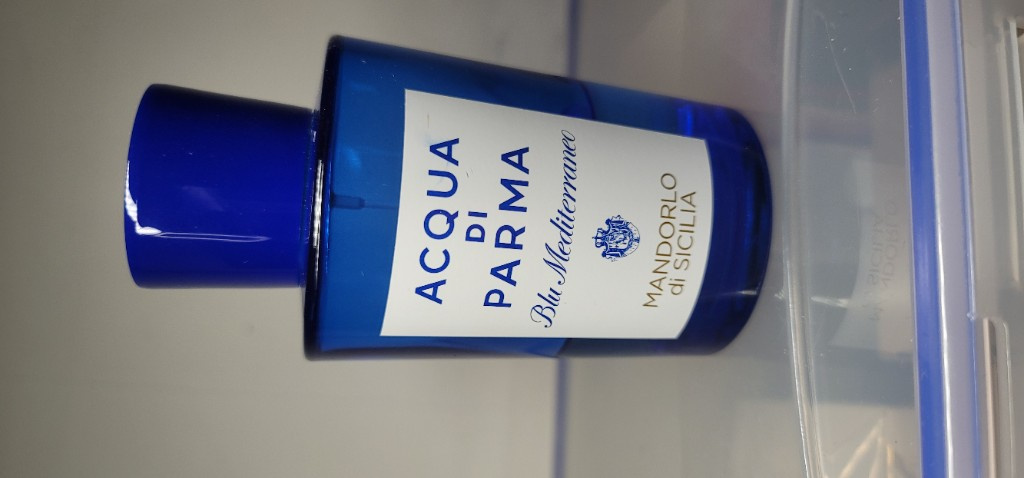 ACQUA
DI
PARMA
Blu Mediterraneo
MANDORLO
di SICILIA